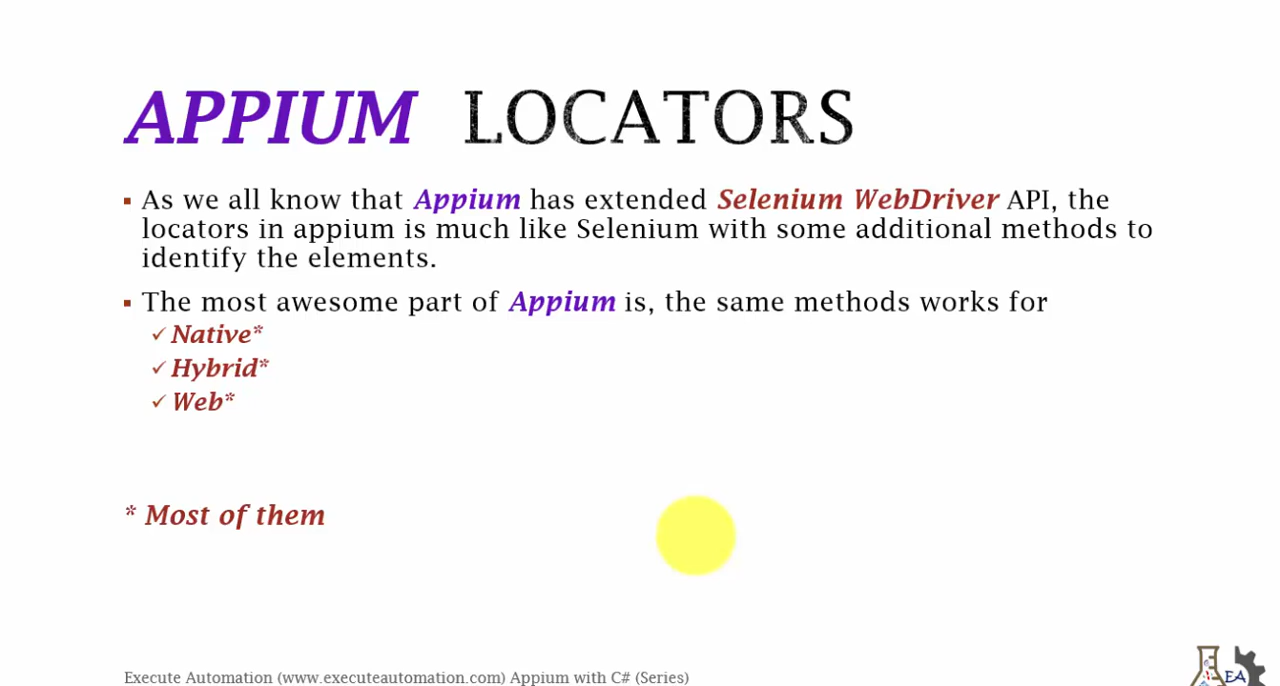 APPIUM LOCATORS
▪ As we all know that Appium has extended Selenium WebDriver API, the
locators in appium is much like Selenium with some additional methods to
identify the elements.
▪ The most awesome part of Appium is, the same methods works for
✓ Native*
✓ Hybrid*
✓ Web*
* Most of them
Execute Automation (www.executeautomation.com) Appium with C# (Series)
EA